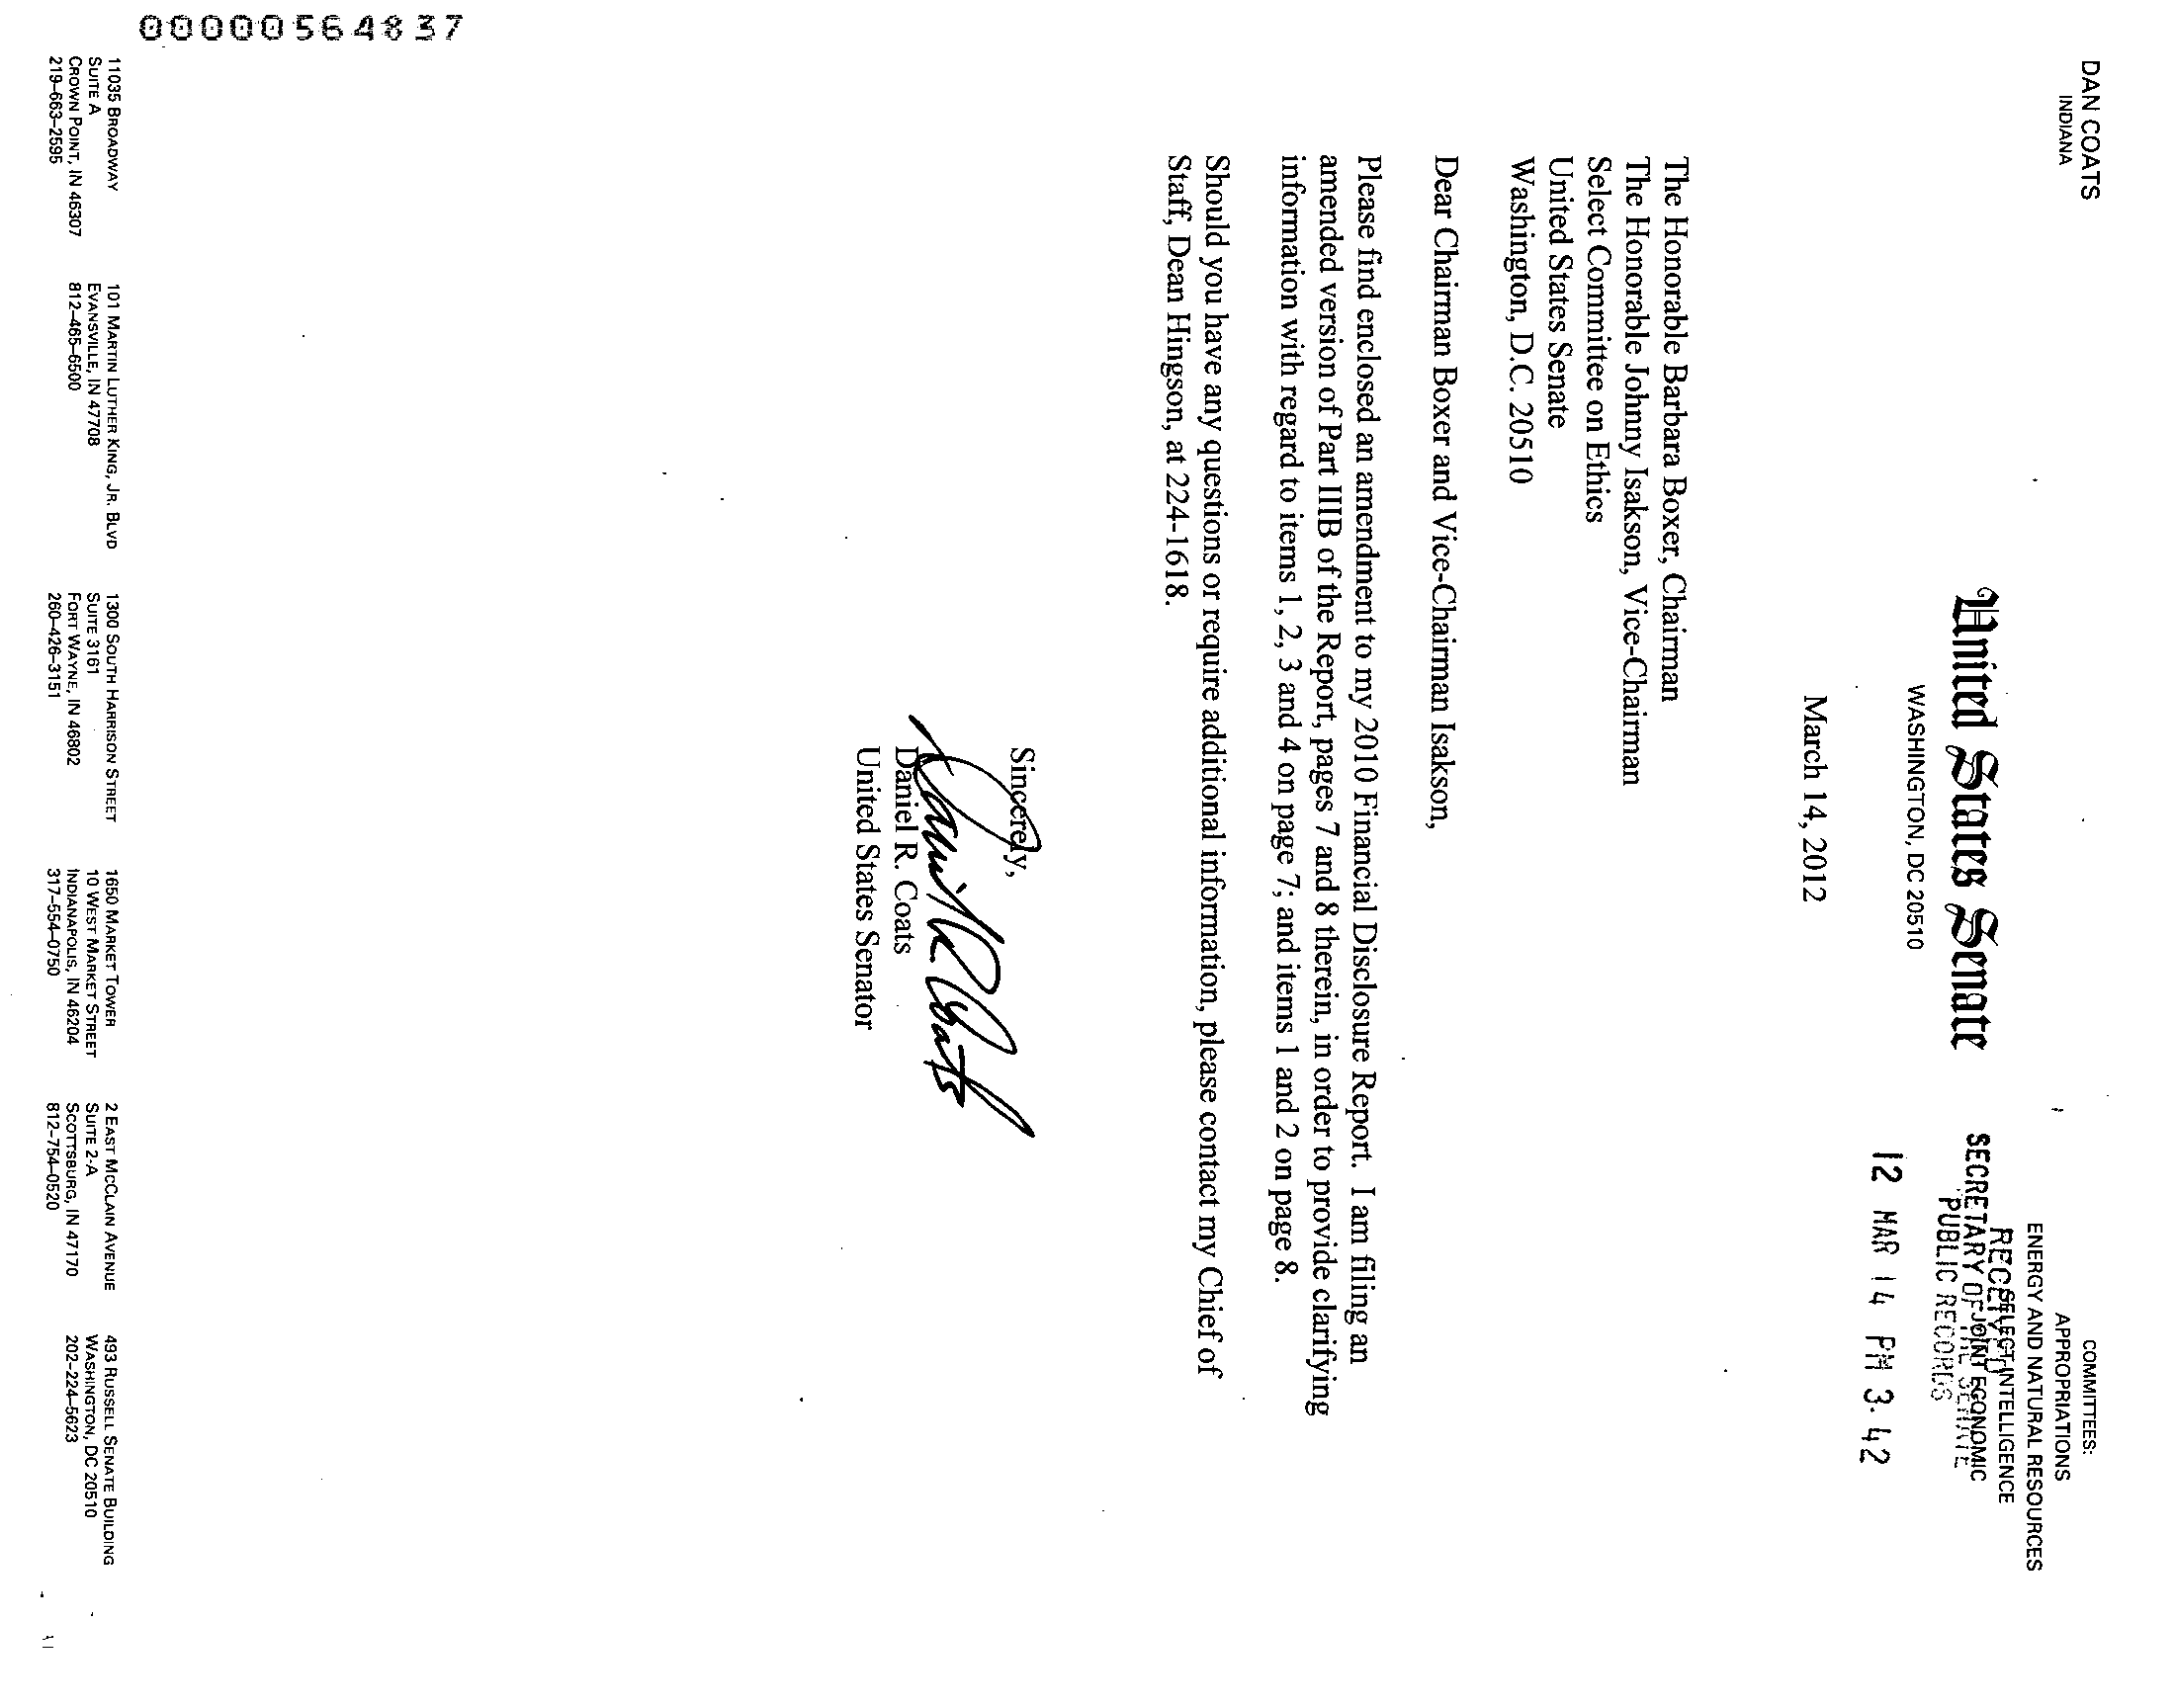 00000564837
DAN COATS
INDIANA
COMMITTEES:
APPROPRIATIONS
ENERGY AND NATURAL RESOURCES
SELECT INTELLIGENCE
JOINT ECONOMIC
United States Senate
WASHINGTON, DC 20510
RECEIVED
SECRETARY OF THE SENATE
PUBLIC RECORDS
12 MAR 14 PM 3:42
March 14, 2012
The Honorable Barbara Boxer, Chairman
The Honorable Johnny Isakson, Vice-Chairman
Select Committee on Ethics
United States Senate
Washington, D.C. 20510
Dear Chairman Boxer and Vice-Chairman Isakson,
Please find enclosed an amendment to my 2010 Financial Disclosure Report. I am filing an
amended version of Part IIIB of the Report, pages 7 and 8 therein, in order to provide clarifying
information with regard to items 1, 2, 3 and 4 on page 7; and items 1 and 2 on page 8.
Should you have any questions or require additional information, please contact my Chief of
Staff, Dean Hingson, at 224-1618.
Sincerely,
Daniel R Coats
Daniel R. Coats
United States Senator
11035 BROADWAY
SUITE A
CROWN POINT, IN 46307
219-663-2595
101 MARTIN LUTHER KING, JR. BLVD
EVANSVILLE, IN 47708
812-465-6500
1300 SOUTH HARRISON STREET
SUITE 3161
FORT WAYNE, IN 46802
260-426-3151
1650 MARKET TOWER
10 WEST MARKET STREET
INDIANAPOLIS, IN 46204
317-554-0750
2 EAST MCCLAIN AVENUE
SUITE 2-A
SCOTTSBURG, IN 47170
812-754-0520
493 RUSSELL SENATE BUILDING
WASHINGTON, DC 20510
202-224-5623